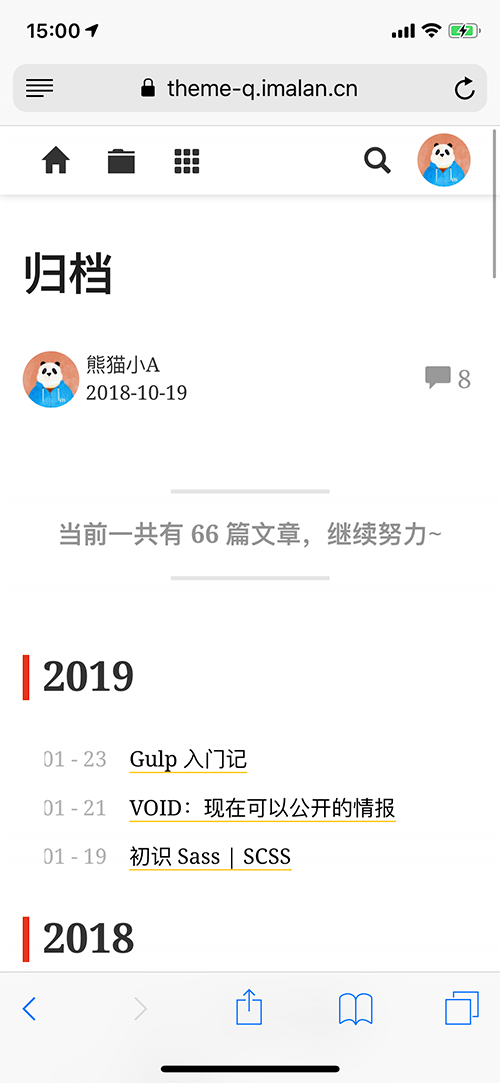 15:00
theme-q.imalan.cn
归档
熊猫小A
2018-10-19
8
当前一共有 66 篇文章，继续努力~
2019
01 - 23 Gulp 入门记
01 - 21 VOID：现在可以公开的情报
01 - 19 初识 Sass | SCSS
2018